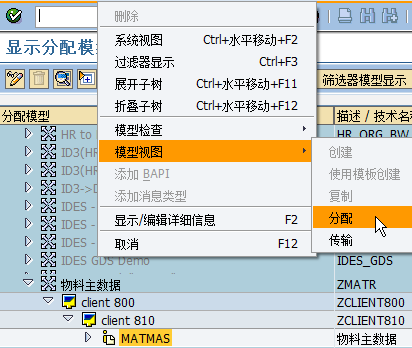 删除
系统视图 Ctrl+水平移动+F2
显示分配模
过滤器显示 Ctrl+F3
展开子树 Ctrl+水平移动+F11
筛选器模型显示
折叠子树 Ctrl+水平移动+F12
分配模型
描述 / 技术名
模型检查
HR to
HR_ORG_BW
ID3(HR
模型视图
创建
ID3(HR
添加 BAPI
使用模板创建
ID3->D
添加消息类型
复制
IDES -
显示/编辑详细信息 F2
分配
IDES -
取消 F12
传输
IDES GDS Demo
IDES_GDS
IDES -
物料主数据 ZMATR
client 800 ZCLIENT800
client 810 ZCLIENT810
MATMAS 物料主数据